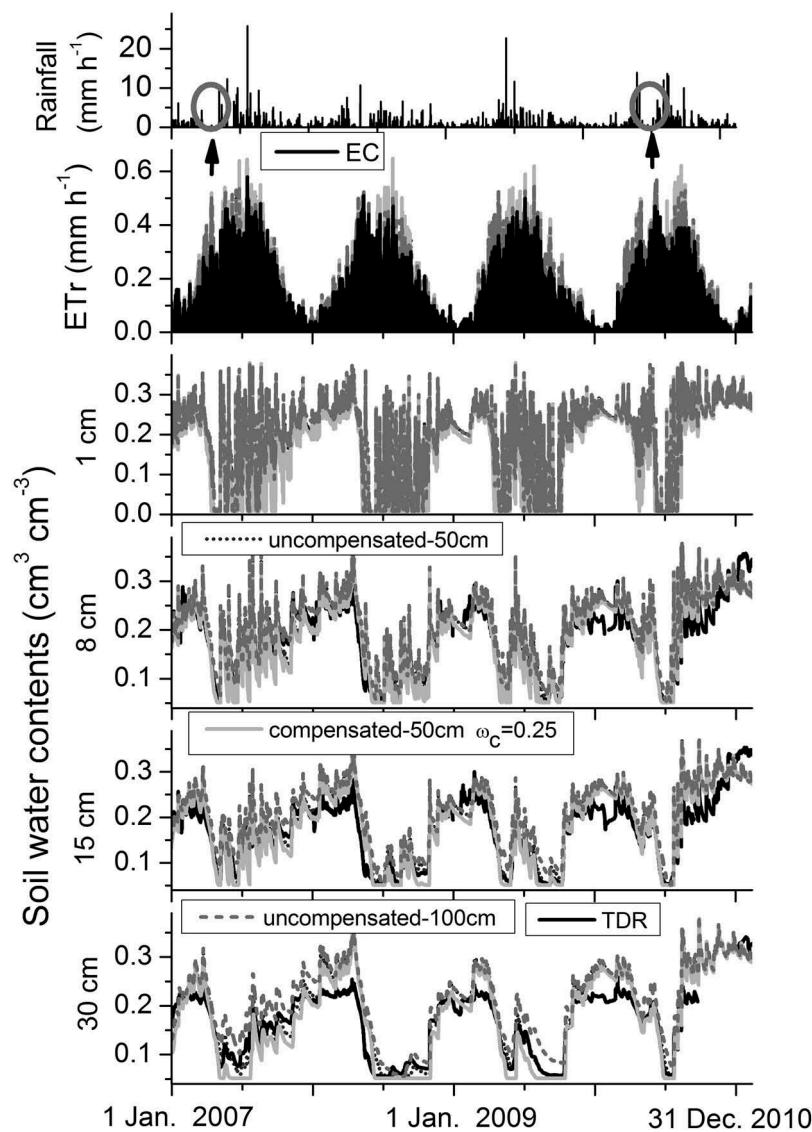 Rainfall
(mm h⁻¹)
20
10
0
EC
ETr (mm h⁻¹)
0.6
0.4
0.2
0.0
Soil water contents (cm³ cm⁻³)
1 cm
0.3
0.2
0.1
0.0
uncompensated-50cm
8 cm
0.3
0.2
0.1
compensated-50cm ω_c=0.25
15 cm
0.3
0.2
0.1
uncompensated-100cm
TDR
30 cm
0.3
0.2
0.1
1 Jan. 2007
1 Jan. 2009
31 Dec. 2010